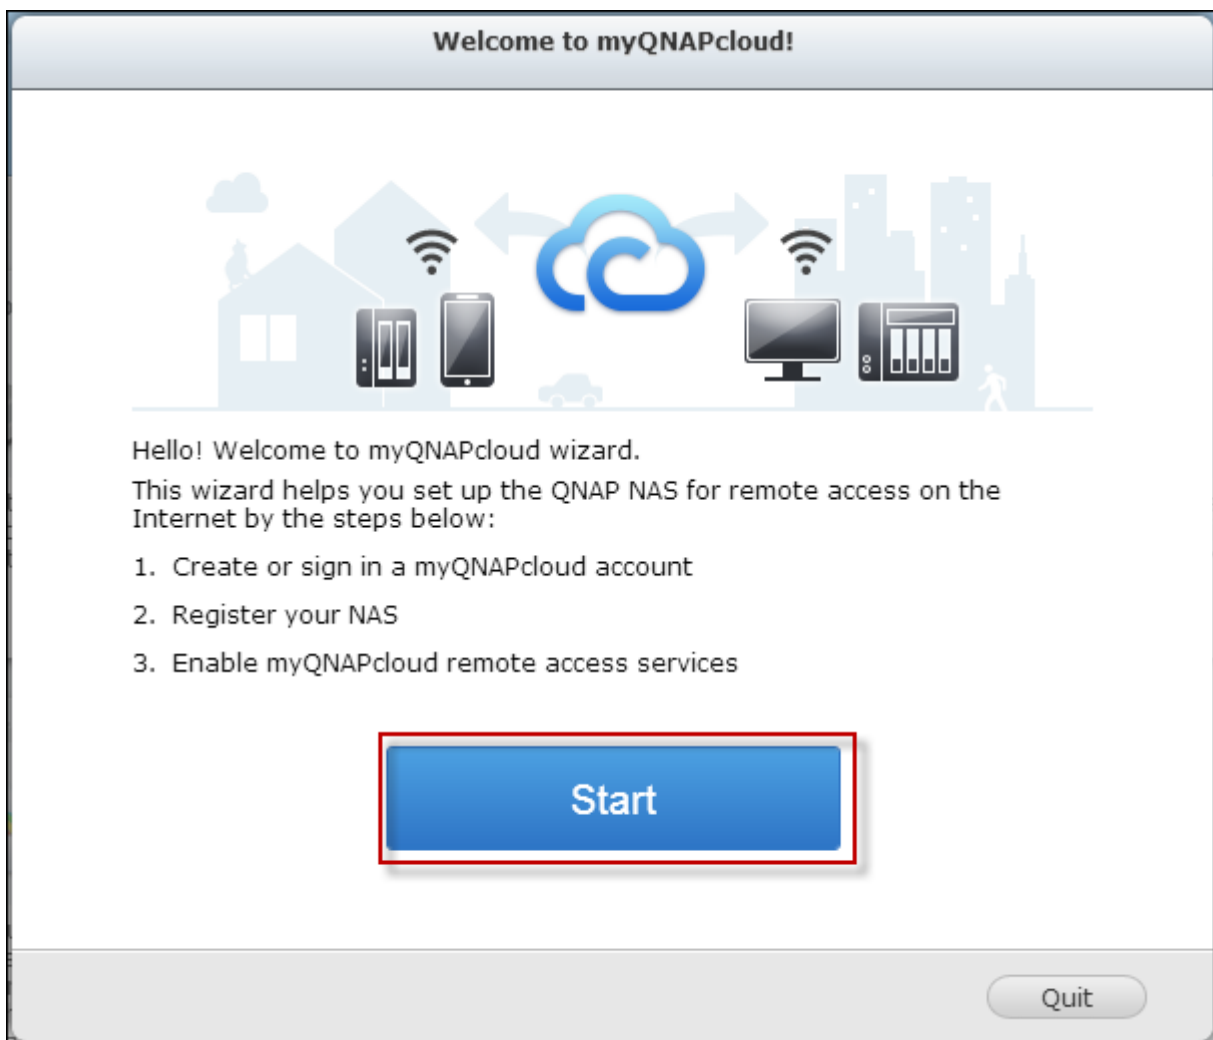 Welcome to myQNAPcloud!
Hello! Welcome to myQNAPcloud wizard.
This wizard helps you set up the QNAP NAS for remote access on the
Internet by the steps below:
1. Create or sign in a myQNAPcloud account
2. Register your NAS
3. Enable myQNAPcloud remote access services
Start
Quit